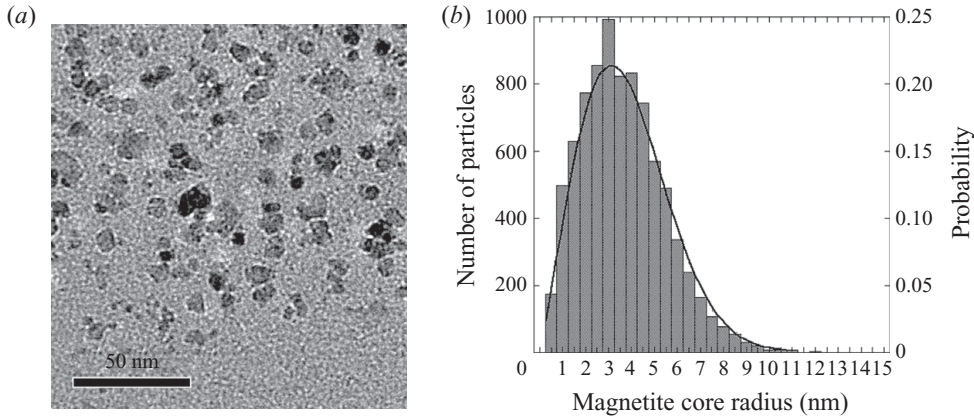 (a)
50 nm
(b)
1000
800
600
400
200
0
Number of particles
0.25
0.20
0.15
0.10
0.05
0
Probability
0 1 2 3 4 5 6 7 8 9 10 11 12 13 14 15
Magnetite core radius (nm)